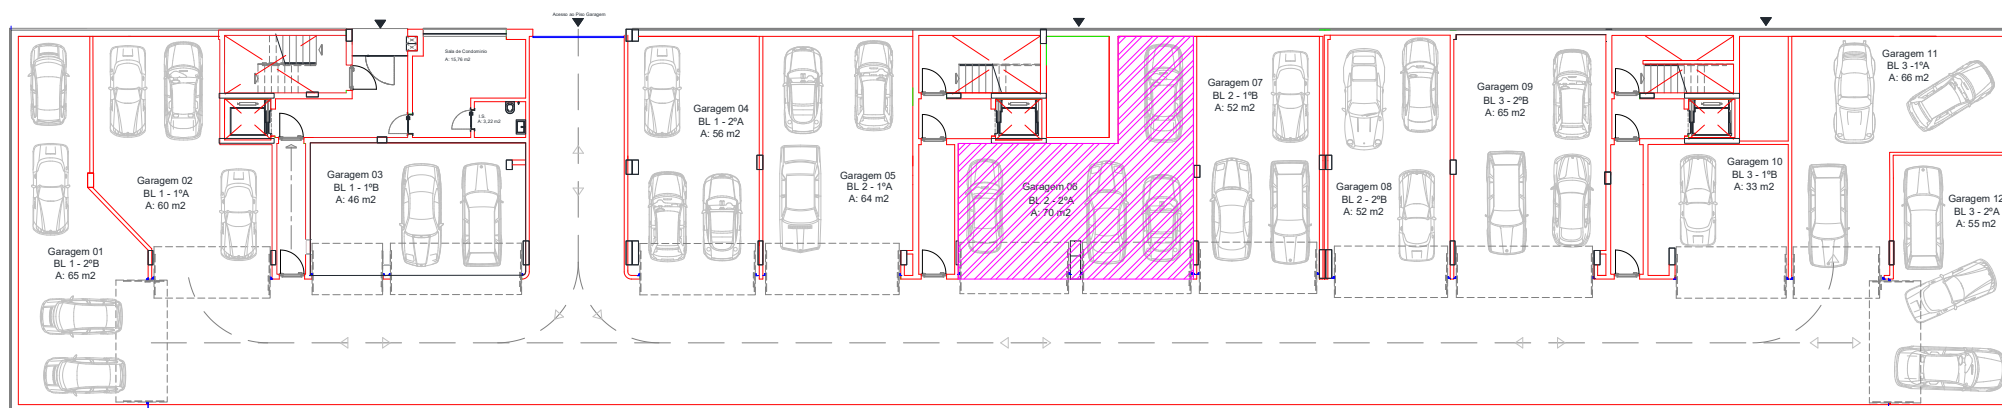 Acesso ao Piso Garagem
Sala de Condomínio
A: 15,76 m2
I.S.
A: 3,22 m2
Garagem 01
BL 1 - 2ºB
A: 65 m2
Garagem 02
BL 1 - 1ºA
A: 60 m2
Garagem 03
BL 1 - 1ºB
A: 46 m2
Garagem 04
BL 1 - 2ºA
A: 56 m2
Garagem 05
BL 2 - 1ºA
A: 64 m2
Garagem 06
BL 2 - 2ºA
A: 70 m2
Garagem 07
BL 2 - 1ºB
A: 52 m2
Garagem 08
BL 2 - 2ºB
A: 52 m2
Garagem 09
BL 3 - 2ºB
A: 65 m2
Garagem 10
BL 3 - 1ºB
A: 33 m2
Garagem 11
BL 3 -1ºA
A: 66 m2
Garagem 12
BL 3 - 2ºA
A: 55 m2